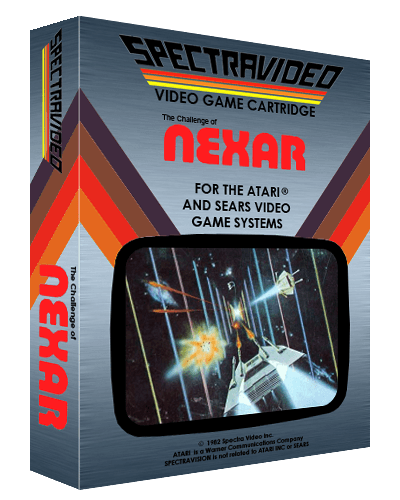 SPECTRAVIDEO
VIDEO GAME CARTRIDGE
The Challenge of
NEXAR
FOR THE ATARI®
AND SEARS VIDEO
GAME SYSTEMS
© 1982 Spectra Video Inc.
ATARI is a Warner Communications Company
SPECTRAVISION is not related to ATARI INC or SEARS
SPECTRAVIDEO
The Challenge of
NEXAR